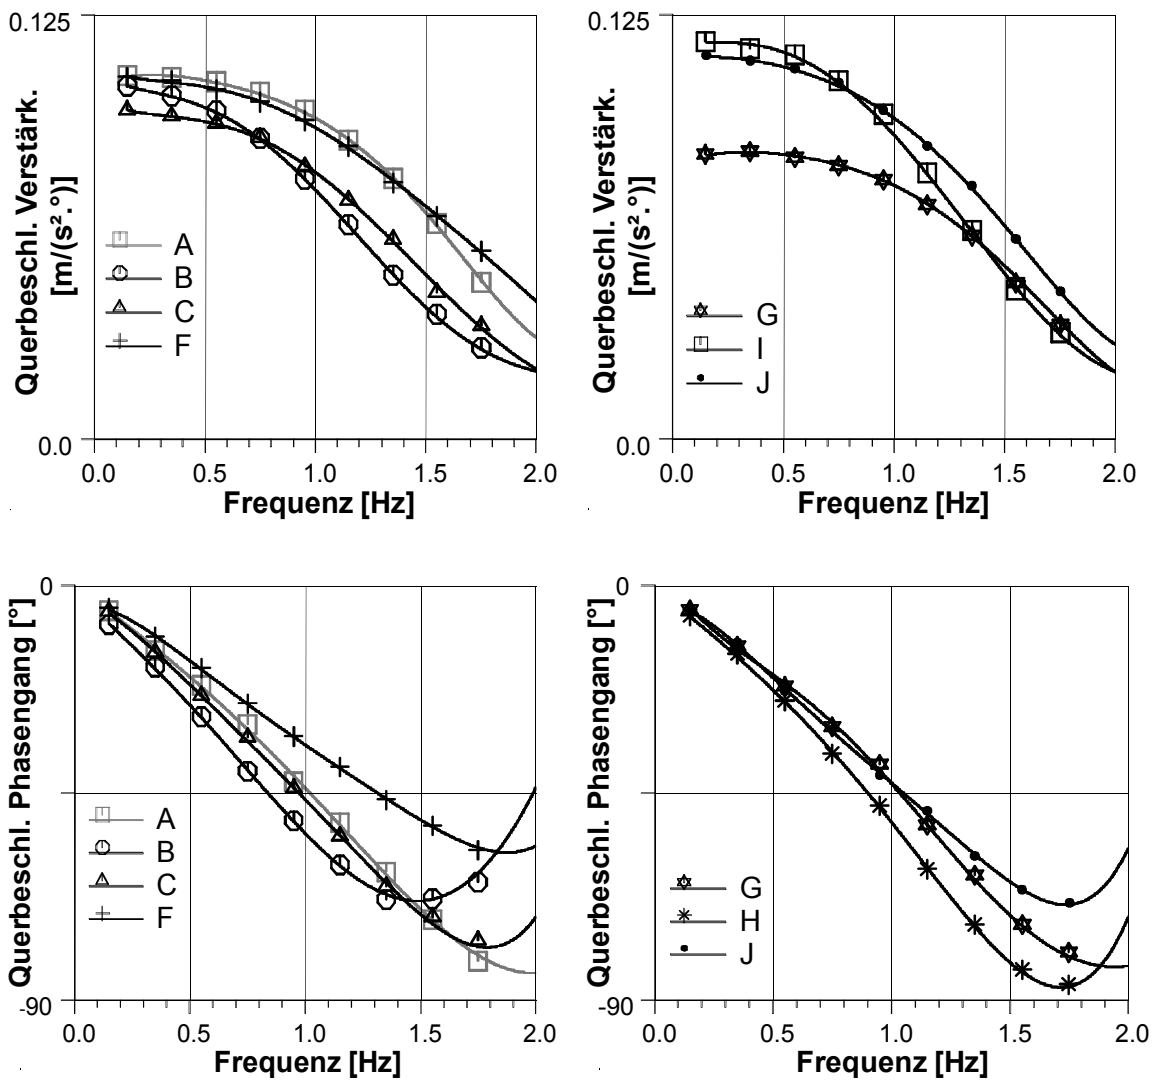 0.125
Querbeschl. Verstärk.
[m/(s².°)]
A
B
C
F
0.0
0.0 0.5 1.0 1.5 2.0
Frequenz [Hz]
0.125
Querbeschl. Verstärk.
[m/(s².°)]
G
I
J
0.0
0.0 0.5 1.0 1.5 2.0
Frequenz [Hz]
0
Querbeschl. Phasengang [°]
A
B
C
F
-90
0.0 0.5 1.0 1.5 2.0
Frequenz [Hz]
0
Querbeschl. Phasengang [°]
G
H
J
-90
0.0 0.5 1.0 1.5 2.0
Frequenz [Hz]